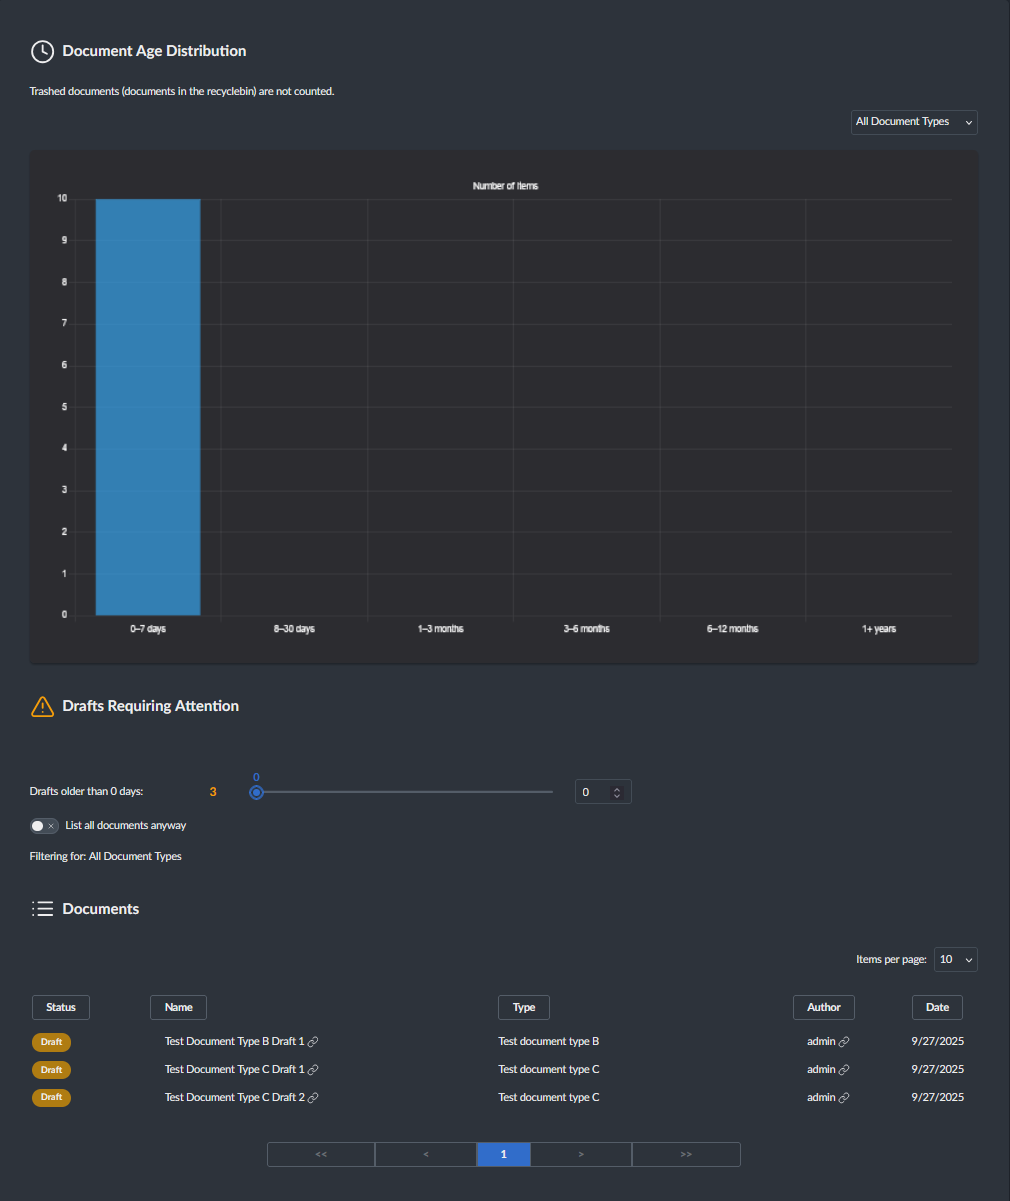 Document Age Distribution
Trashed documents (documents in the recyclebin) are not counted.
All Document Types
Number of Items
10
9
8
7
6
5
4
3
2
1
0
0–7 days 8–30 days 1–3 months 3–6 months 6–12 months 1+ years
Drafts Requiring Attention
0
Drafts older than 0 days: 3 0
List all documents anyway
Filtering for: All Document Types
Documents
Items per page: 10
Status Name Type Author Date
Draft Test Document Type B Draft 1 Test document type B admin 9/27/2025
Draft Test Document Type C Draft 1 Test document type C admin 9/27/2025
Draft Test Document Type C Draft 2 Test document type C admin 9/27/2025
<< < 1 > >>